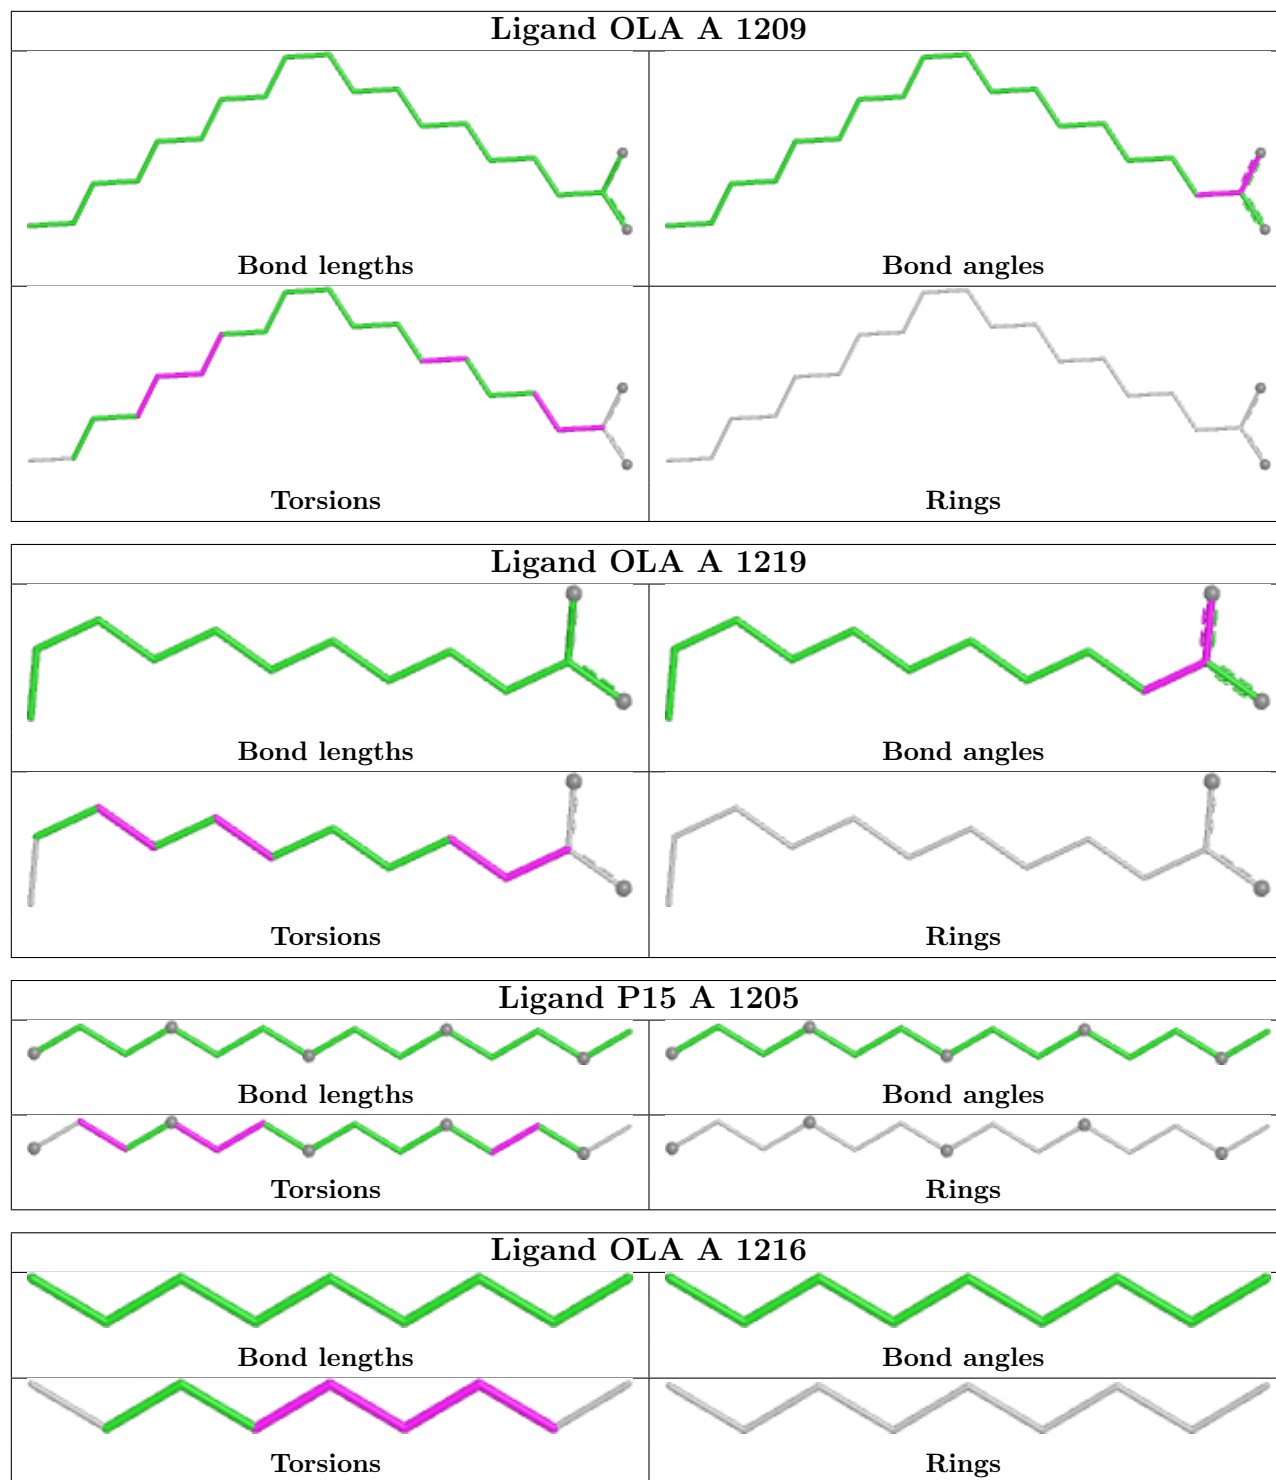 Ligand OLA A 1209
Bond lengths
Bond angles
Torsions
Rings
Ligand OLA A 1219
Bond lengths
Bond angles
Torsions
Rings
Ligand P15 A 1205
Bond lengths
Bond angles
Torsions
Rings
Ligand OLA A 1216
Bond lengths
Bond angles
Torsions
Rings